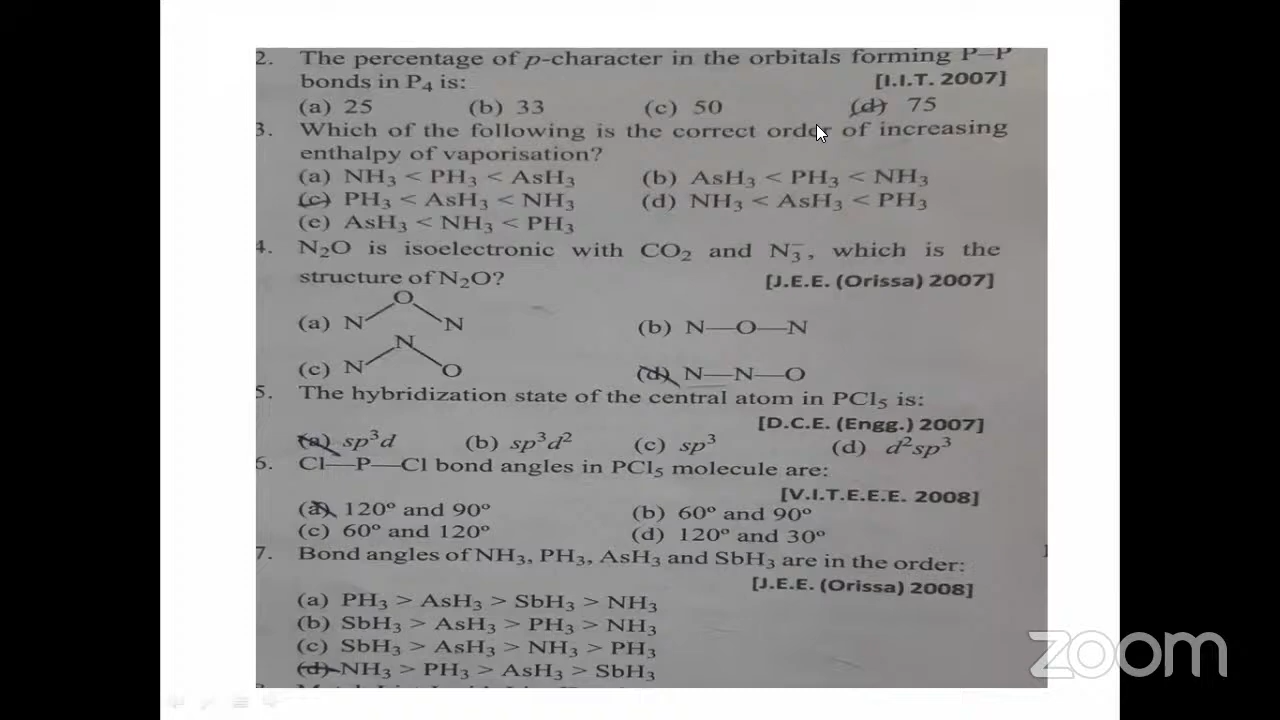 2. The percentage of p-character in the orbitals forming P–P
bonds in P₄ is: [I.I.T. 2007]
(a) 25 (b) 33 (c) 50 (d) 75
3. Which of the following is the correct order of increasing
enthalpy of vaporisation?
(a) NH₃ < PH₃ < AsH₃ (b) AsH₃ < PH₃ < NH₃
(c) PH₃ < AsH₃ < NH₃ (d) NH₃ < AsH₃ < PH₃
(e) AsH₃ < NH₃ < PH₃
4. N₂O is isoelectronic with CO₂ and N₃⁻, which is the
structure of N₂O? [J.E.E. (Orissa) 2007]
(a) N O N (b) N—O—N
(c) N N O (d) N—N—O
5. The hybridization state of the central atom in PCl₅ is:
[D.C.E. (Engg.) 2007]
(a) sp³d (b) sp³d² (c) sp³ (d) d²sp³
6. Cl—P—Cl bond angles in PCl₅ molecule are:
[V.I.T.E.E.E. 2008]
(a) 120° and 90° (b) 60° and 90°
(c) 60° and 120° (d) 120° and 30°
7. Bond angles of NH₃, PH₃, AsH₃ and SbH₃ are in the order:
[J.E.E. (Orissa) 2008]
(a) PH₃ > AsH₃ > SbH₃ > NH₃
(b) SbH₃ > AsH₃ > PH₃ > NH₃
(c) SbH₃ > AsH₃ > NH₃ > PH₃
(d) NH₃ > PH₃ > AsH₃ > SbH₃
zoom